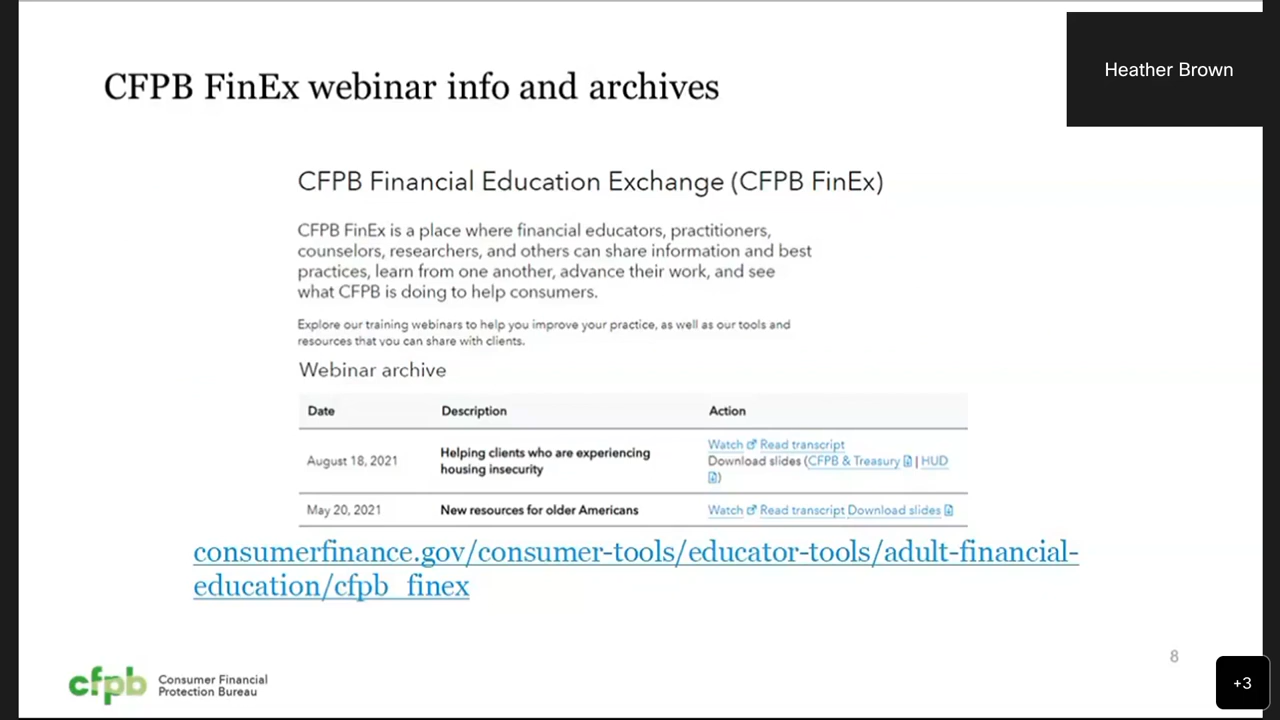 CFPB FinEx webinar info and archives
Heather Brown
CFPB Financial Education Exchange (CFPB FinEx)
CFPB FinEx is a place where financial educators, practitioners,
counselors, researchers, and others can share information and best
practices, learn from one another, advance their work, and see
what CFPB is doing to help consumers.
Explore our training webinars to help you improve your practice, as well as our tools and
resources that you can share with clients.
Webinar archive
Date Description Action
August 18, 2021
Helping clients who are experiencing
housing insecurity
Watch Read transcript
Download slides (CFPB & Treasury | HUD
)
May 20, 2021 New resources for older Americans Watch Read transcript Download slides
consumerfinance.gov/consumer-tools/educator-tools/adult-financial-
education/cfpb_finex
8
cfpb
Consumer Financial
Protection Bureau
+3